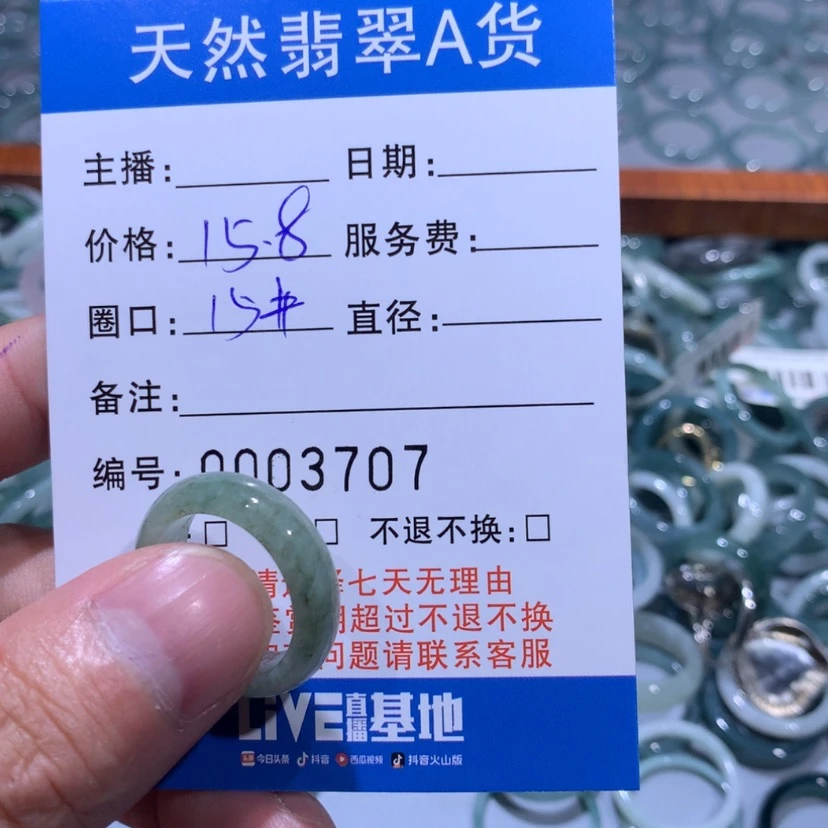 天然翡翠A货
主播: 日期:
价格: 15.8 服务费:
圈口: 15# 直径:
备注:
编号: 0003707
:□ □ 不退不换:□
七天无理由
超过不退不换
问题请联系客服
LiVE直播基地
头条 今日头条 抖音 西瓜视频 抖音火山版